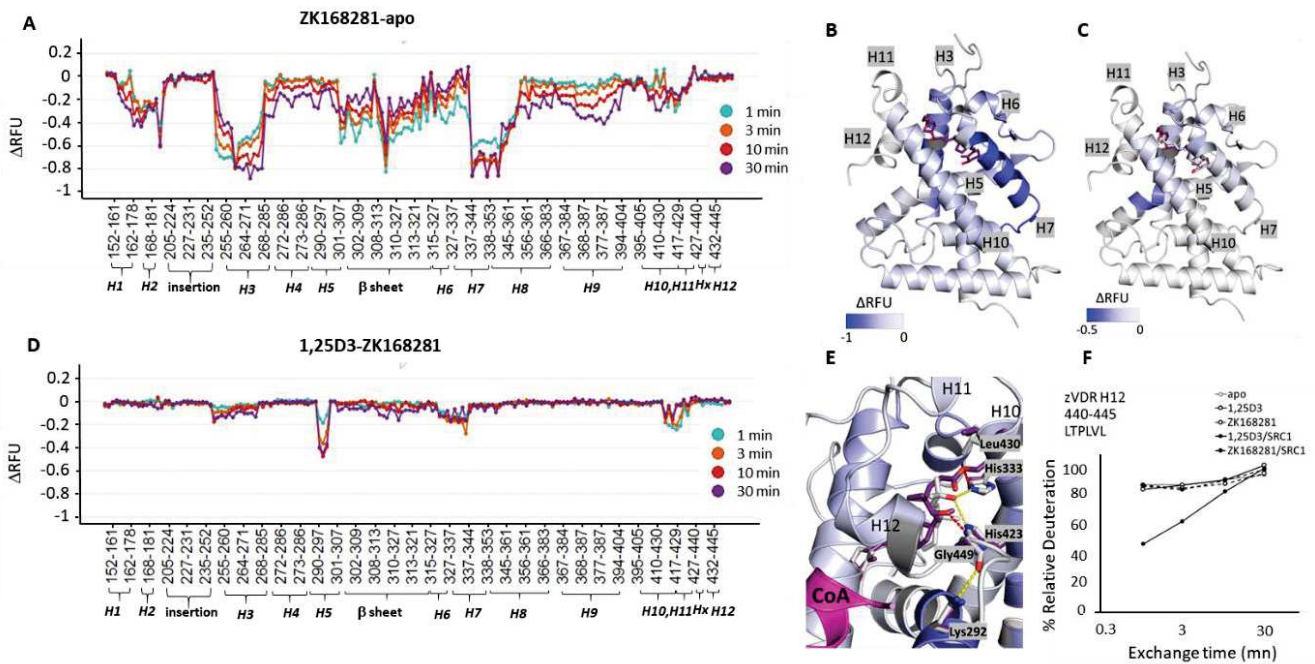 A
ZK168281-apo
ΔRFU
0.2
0
-0.2
-0.4
-0.6
-0.8
-1
1 min
3 min
10 min
30 min
152-161
162-178
168-181
205-224
227-231
235-252
255-260
264-271
268-285
272-286
273-286
290-297
301-307
302-309
308-313
310-327
313-321
315-327
327-337
337-344
338-353
345-361
356-361
366-383
367-384
368-387
377-387
394-404
395-405
410-430
417-429
427-440
432-445
H1
H2
insertion
H3
H4
H5
β sheet
H6
H7
H8
H9
H10,H11
Hx
H12
B
H11
H3
H6
H12
H5
H7
H10
ΔRFU
-1
0
C
H11
H3
H6
H12
H5
H7
H10
ΔRFU
-0.5
0
D
1,25D3-ZK168281
ΔRFU
0.2
0
-0.2
-0.4
-0.6
-0.8
-1
1 min
3 min
10 min
30 min
152-161
162-178
168-181
205-224
227-231
235-252
255-260
264-271
268-285
272-286
273-286
290-297
301-307
302-309
308-313
310-327
313-321
315-327
327-337
337-344
338-353
345-361
356-361
366-383
367-384
368-387
377-387
394-404
395-405
410-430
417-429
427-440
432-445
H1
H2
insertion
H3
H4
H5
β sheet
H6
H7
H8
H9
H10,H11
Hx
H12
E
H11
H10
Leu430
His333
H12
His423
Gly449
CoA
Lys292
F
zVDR H12
440-445
LTPLVL
apo
1,25D3
ZK168281
1,25D3/SRC1
ZK168281/SRC1
% Relative Deuteration
100
80
60
40
20
0
0.3
3
30
Exchange time (mn)